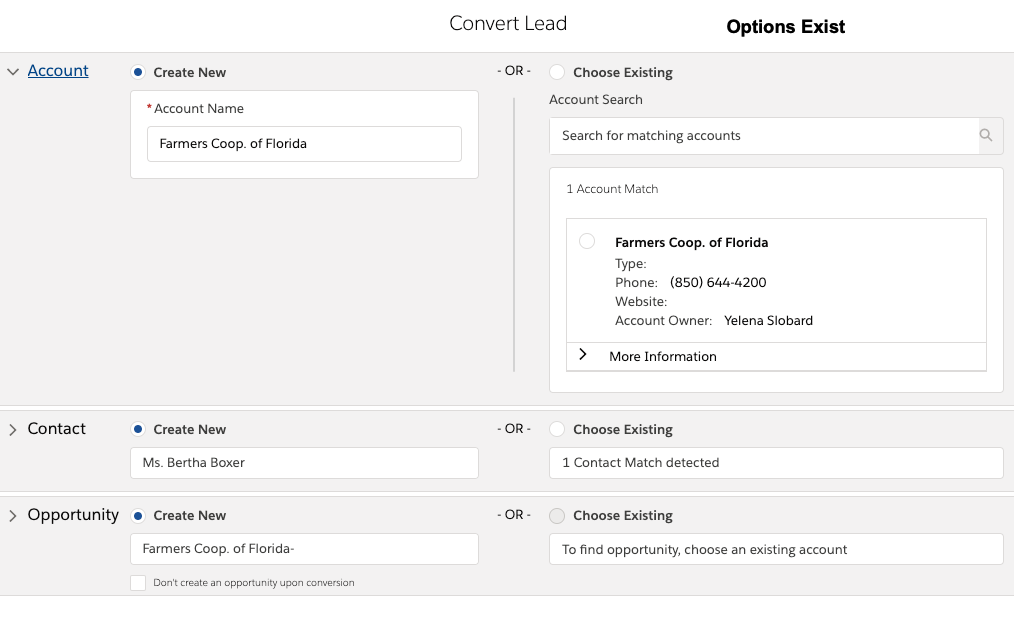 Convert Lead
Options Exist
Account
Create New
- OR -
Choose Existing
* Account Name
Farmers Coop. of Florida
Account Search
Search for matching accounts
1 Account Match
Farmers Coop. of Florida
Type:
Phone: (850) 644-4200
Website:
Account Owner: Yelena Slobard
More Information
Contact
Create New
- OR -
Choose Existing
Ms. Bertha Boxer
1 Contact Match detected
Opportunity
Create New
- OR -
Choose Existing
Farmers Coop. of Florida-
To find opportunity, choose an existing account
Don't create an opportunity upon conversion